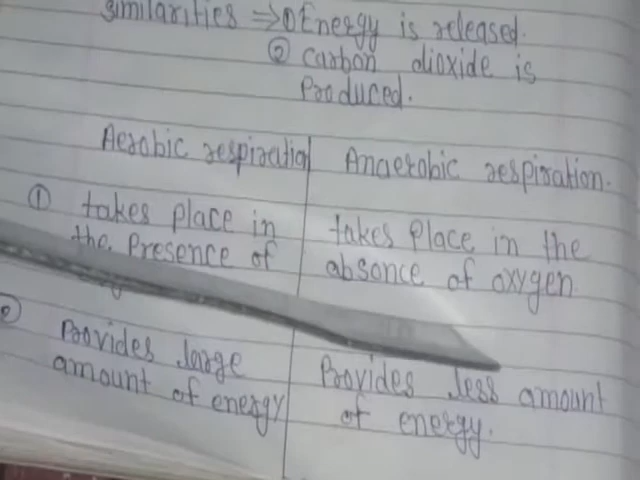 similarities ⇒ ① Energy is released.
② carbon dioxide is
Produced.
Aerobic respiration | Anaerobic respiration.
① takes place in
the presence of
takes Place in the
absance of oxygen
② Provides large
amount of energy
Provides less amount
of energy.